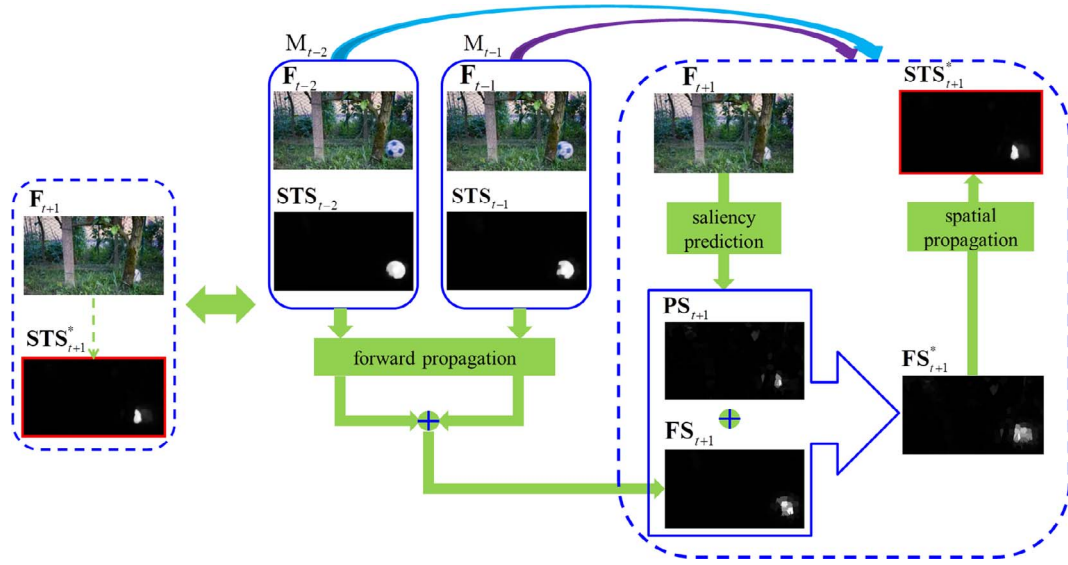 F_{t+1}
STS^*_{t+1}
M_{t-2}
F_{t-2}
STS_{t-2}
M_{t-1}
F_{t-1}
STS_{t-1}
forward propagation
F_{t+1}
saliency
prediction
PS_{t+1}
FS_{t+1}
FS^*_{t+1}
spatial
propagation
STS^*_{t+1}